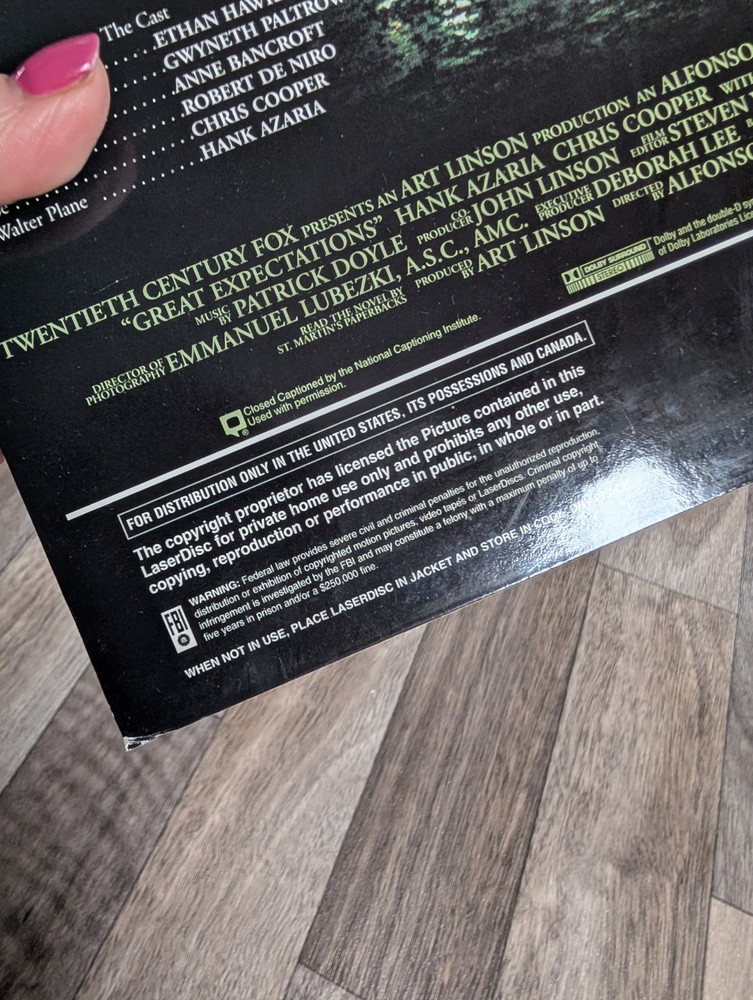 The Cast
ETHAN
GWYNETH PALTROW
ANNE BANCROFT
ROBERT DE NIRO
CHRIS COOPER
Walter Plane HANK AZARIA
TWENTIETH CENTURY FOX PRESENTS AN ART LINSON PRODUCTION AN ALFONSO
"GREAT EXPECTATIONS" HANK AZARIA CHRIS COOPER
MUSIC BY PATRICK DOYLE CO-PRODUCER JOHN LINSON FILM EDITOR STEVEN
DIRECTOR OF PHOTOGRAPHY EMMANUEL LUBEZKI, A.S.C., AMC. EXECUTIVE PRODUCER DEBORAH LEE
READ THE NOVEL BY ST. MARTIN'S PAPERBACKS PRODUCED BY ART LINSON DIRECTED BY ALFONSO
DOLBY SURROUND
STEREO
Dolby and the double-D
of Dolby Laboratories
Closed Captioned by the National Captioning Institute.
Used with permission.
FOR DISTRIBUTION ONLY IN THE UNITED STATES, ITS POSSESSIONS AND CANADA.
The copyright proprietor has licensed the Picture contained in this
LaserDisc for private home use only and prohibits any other use,
copying, reproduction or performance in public, in whole or in part.
FBI
WARNING: Federal law provides severe civil and criminal penalties for the unauthorized reproduction,
distribution or exhibition of copyrighted motion pictures, video tapes or LaserDiscs. Criminal copyright
infringement is investigated by the FBI and may constitute a felony with a maximum penalty of up to
five years in prison and/or a $250,000 fine.
WHEN NOT IN USE, PLACE LASERDISC IN JACKET AND STORE IN